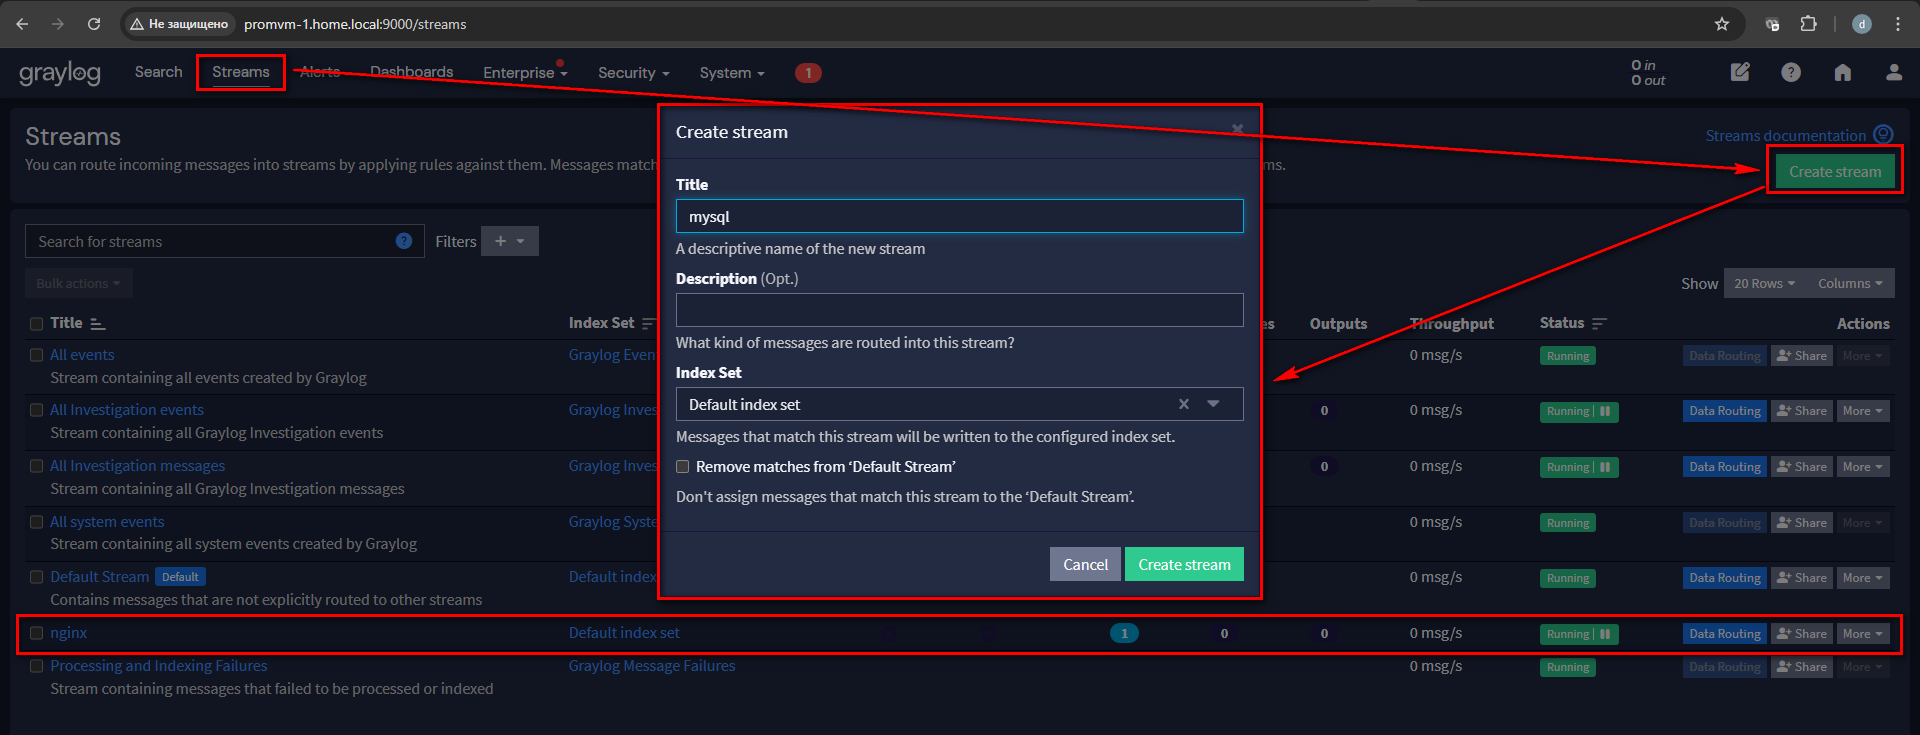 Не защищено promvm-1.home.local:9000/streams d
graylog Search Streams Alerts Dashboards Enterprise Security System 1 0 in
0 out
Streams
Streams documentation
You can route incoming messages into streams by applying rules against them. Messages match
ms.
Create stream
Create stream
Title
mysql
A descriptive name of the new stream
Description (Opt.)
What kind of messages are routed into this stream?
Index Set
Default index set
Messages that match this stream will be written to the configured index set.
Remove matches from ‘Default Stream’
Don't assign messages that match this stream to the ‘Default Stream’.
Cancel Create stream
Search for streams ? Filters +
Bulk actions Show 20 Rows Columns
Title Index Set es Outputs Throughput Status Actions
All events Graylog Even 0 msg/s Running Data Routing Share More
Stream containing all events created by Graylog
All Investigation events Graylog Inves 0 0 msg/s Running Data Routing Share More
Stream containing all Graylog Investigation events
All Investigation messages Graylog Inves 0 0 msg/s Running Data Routing Share More
Stream containing all Graylog Investigation messages
All system events Graylog Syste 0 msg/s Running Data Routing Share More
Stream containing all system events created by Graylog
Default Stream Default Default index 0 msg/s Running Data Routing Share More
Contains messages that are not explicitly routed to other streams
nginx Default index set 1 0 0 0 msg/s Running Data Routing Share More
Processing and Indexing Failures Graylog Message Failures 0 msg/s Running Data Routing Share More
Stream containing messages that failed to be processed or indexed